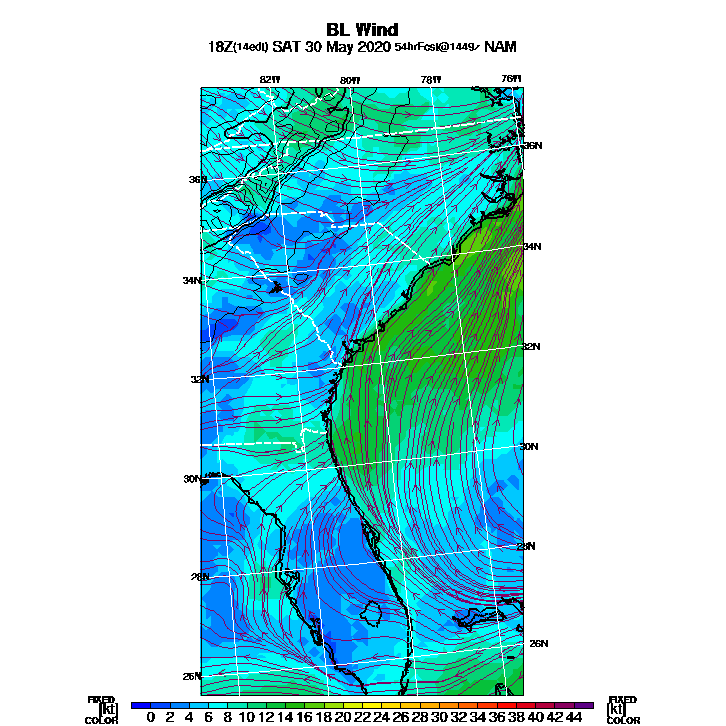 BL Wind
18Z(14edt) SAT 30 May 2020 54hrFcst@1449z NAM
82W 80W 78W 76W
36N
36N
34N
34N
32N
32N
30N
30N
28N
28N
26N
26N
FIXED [kt] COLOR
0 2 4 6 8 10 12 14 16 18 20 22 24 26 28 30 32 34 36 38 40 42 44
FIXED [kt] COLOR